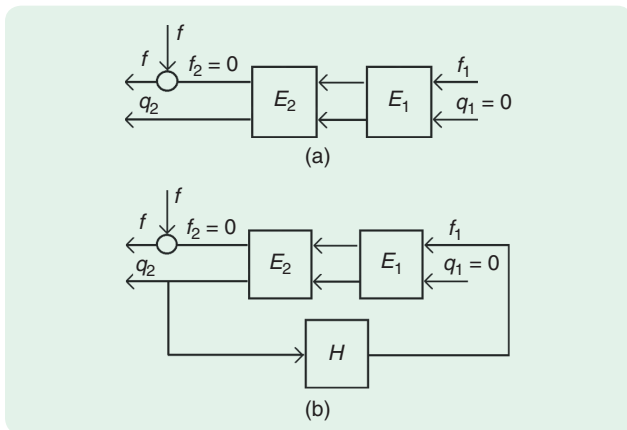 f
f f₂ = 0 f₁
E₂ E₁
q₂ q₁ = 0
(a)
f
f f₂ = 0 f₁
q₂ E₂ E₁ q₁ = 0
H
(b)